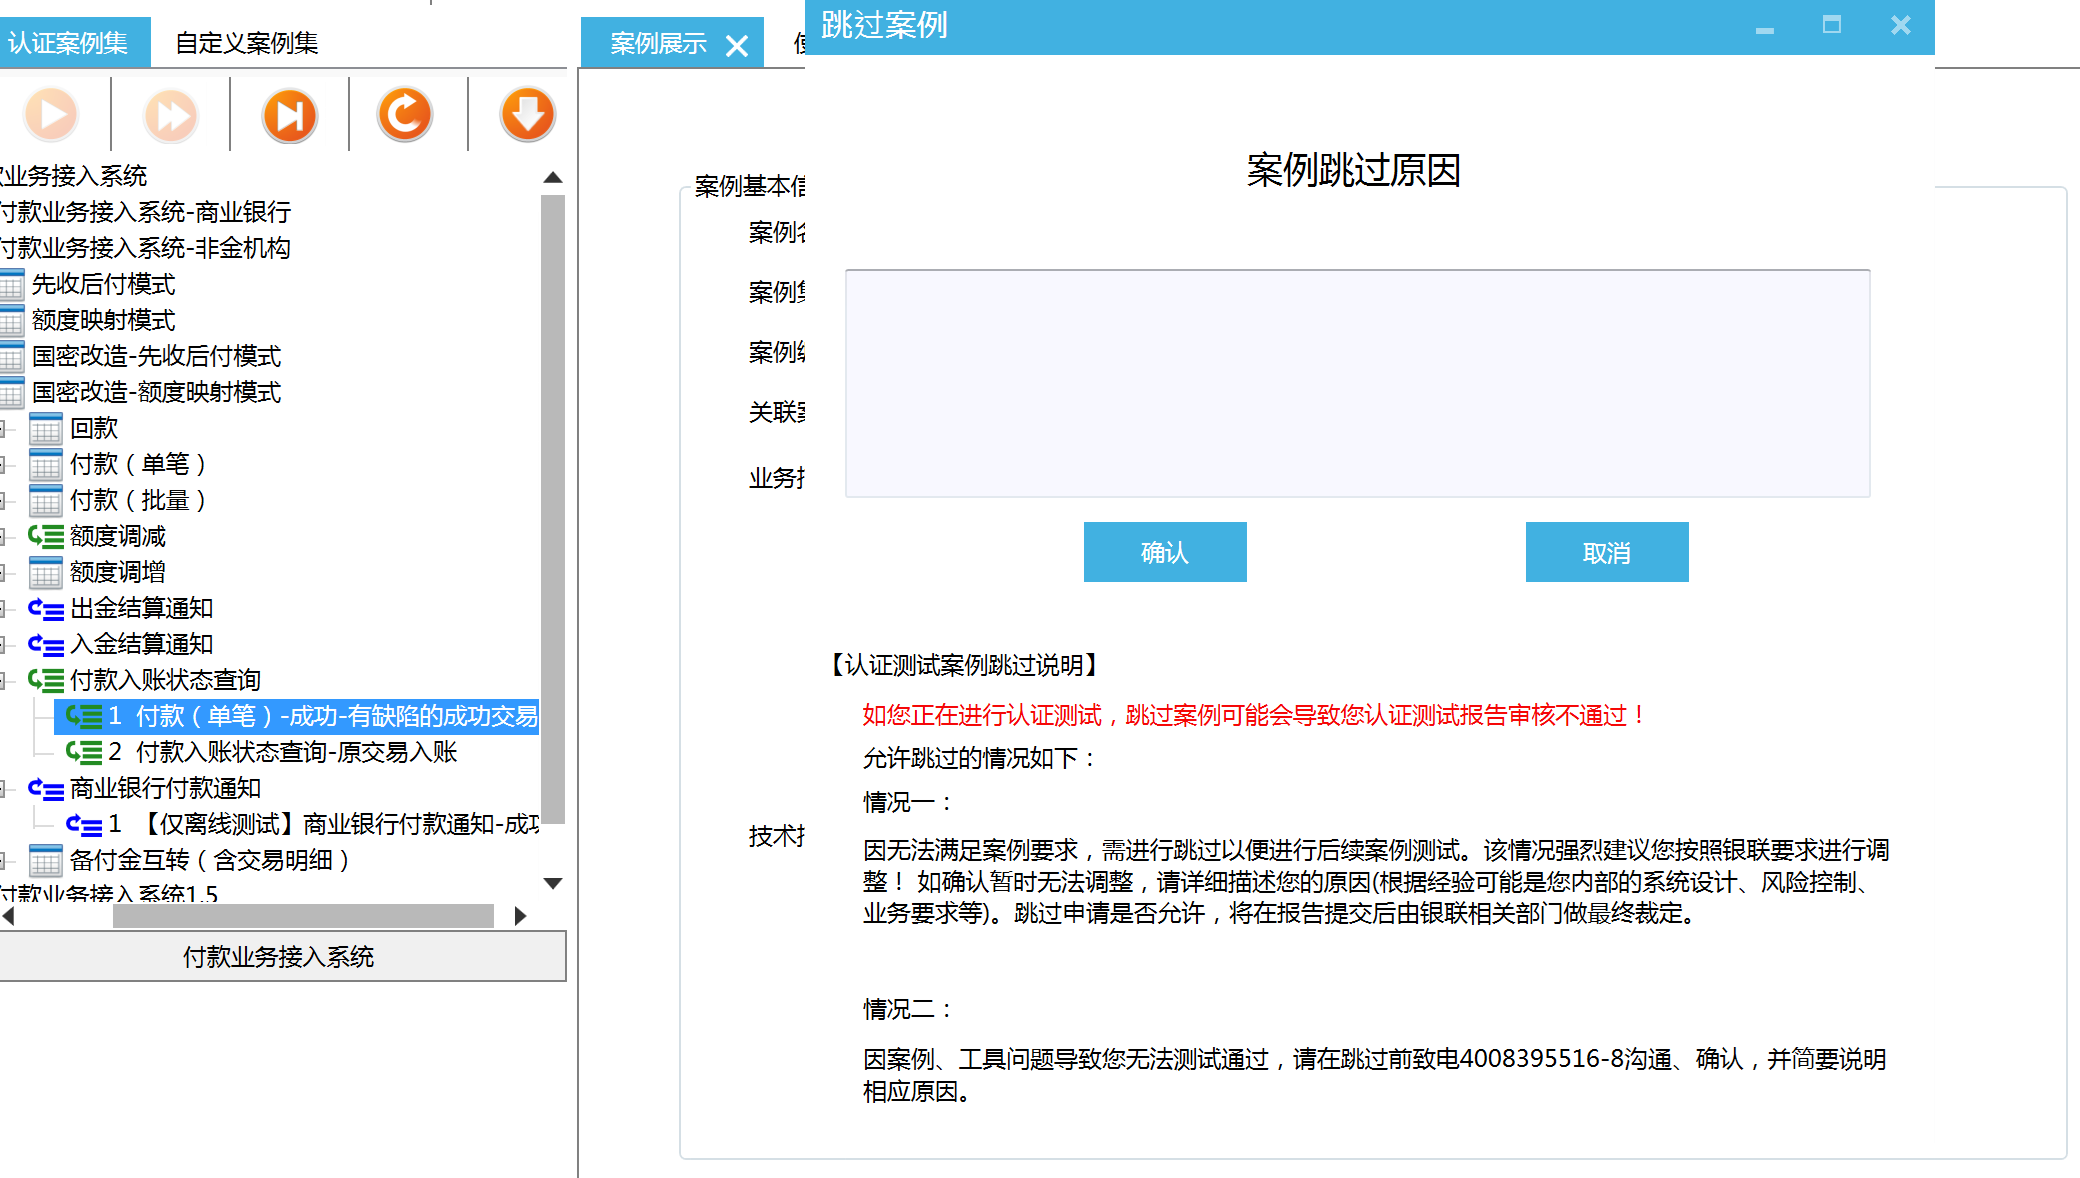 认证案例集
自定义案例集
业务接入系统
付款业务接入系统-商业银行
付款业务接入系统-非金机构
先收后付模式
额度映射模式
国密改造-先收后付模式
国密改造-额度映射模式
回款
付款（单笔）
付款（批量）
额度调减
额度调增
出金结算通知
入金结算通知
付款入账状态查询
1 付款（单笔）-成功-有缺陷的成功交易
2 付款入账状态查询-原交易入账
商业银行付款通知
1 【仅离线测试】商业银行付款通知-成功
备付金互转（含交易明细）
付款业务接入系统1.5
付款业务接入系统
案例展示
案例基本信
案例名
案例集
案例编
关联案
业务
技术
跳过案例
案例跳过原因
确认
取消
【认证测试案例跳过说明】
如您正在进行认证测试，跳过案例可能会导致您认证测试报告审核不通过！
允许跳过的情况如下：
情况一：
因无法满足案例要求，需进行跳过以便进行后续案例测试。该情况强烈建议您按照银联要求进行调
整！ 如确认暂时无法调整，请详细描述您的原因(根据经验可能是您内部的系统设计、风险控制、
业务要求等)。跳过申请是否允许，将在报告提交后由银联相关部门做最终裁定。
情况二：
因案例、工具问题导致您无法测试通过，请在跳过前致电4008395516-8沟通、确认，并简要说明
相应原因。